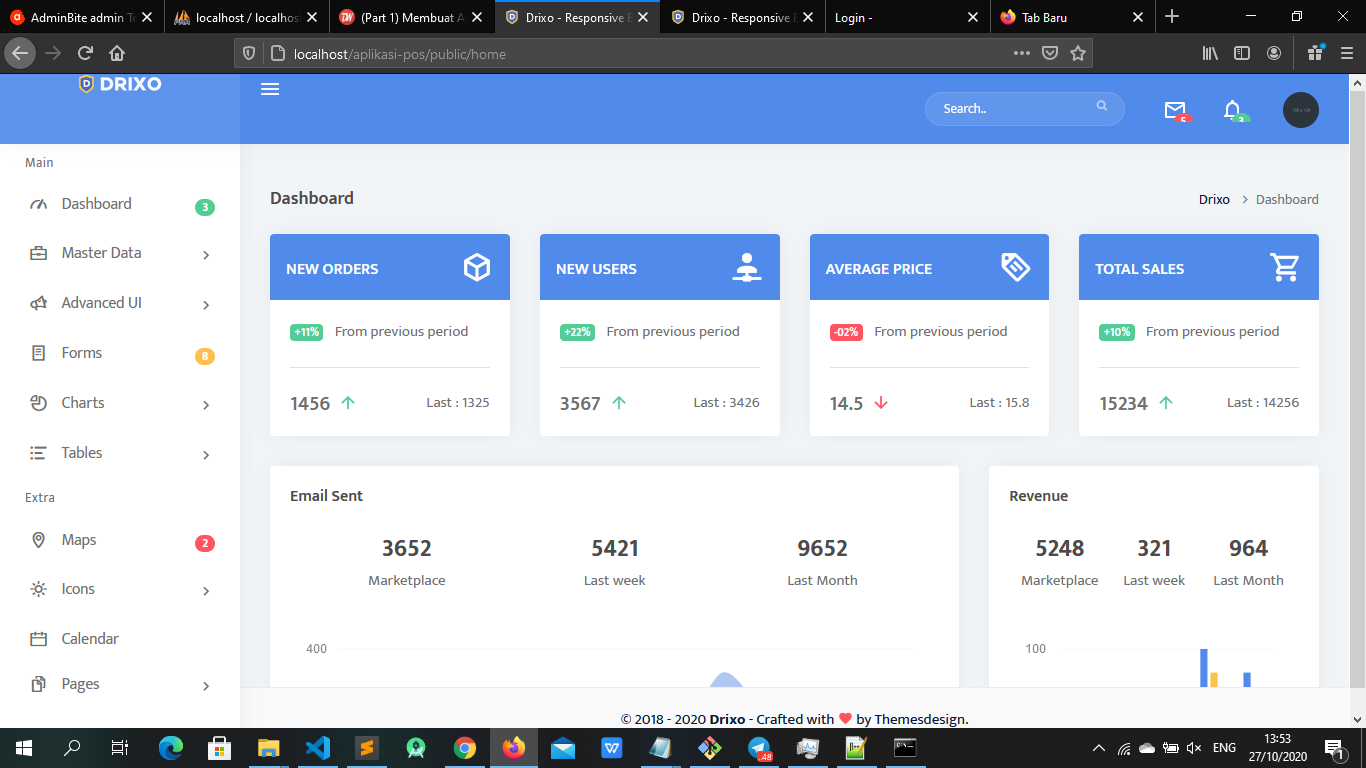 AdminBite admin Te
localhost / localhos
(Part 1) Membuat A
Drixo - Responsive B
Drixo - Responsive B
Login -
Tab Baru
localhost/aplikasi-pos/public/home
DRIXO
Search..
5
3
Main
Dashboard 3
Master Data
Advanced UI
Forms 8
Charts
Tables
Extra
Maps 2
Icons
Calendar
Pages
Dashboard
Drixo > Dashboard
NEW ORDERS
+11% From previous period
1456 Last : 1325
NEW USERS
+22% From previous period
3567 Last : 3426
AVERAGE PRICE
-02% From previous period
14.5 Last : 15.8
TOTAL SALES
+10% From previous period
15234 Last : 14256
Email Sent
3652 5421 9652
Marketplace Last week Last Month
400
Revenue
5248 321 964
Marketplace Last week Last Month
100
© 2018 - 2020 Drixo - Crafted with ❤ by Themesdesign.
48
ENG
13:53
27/10/2020
1